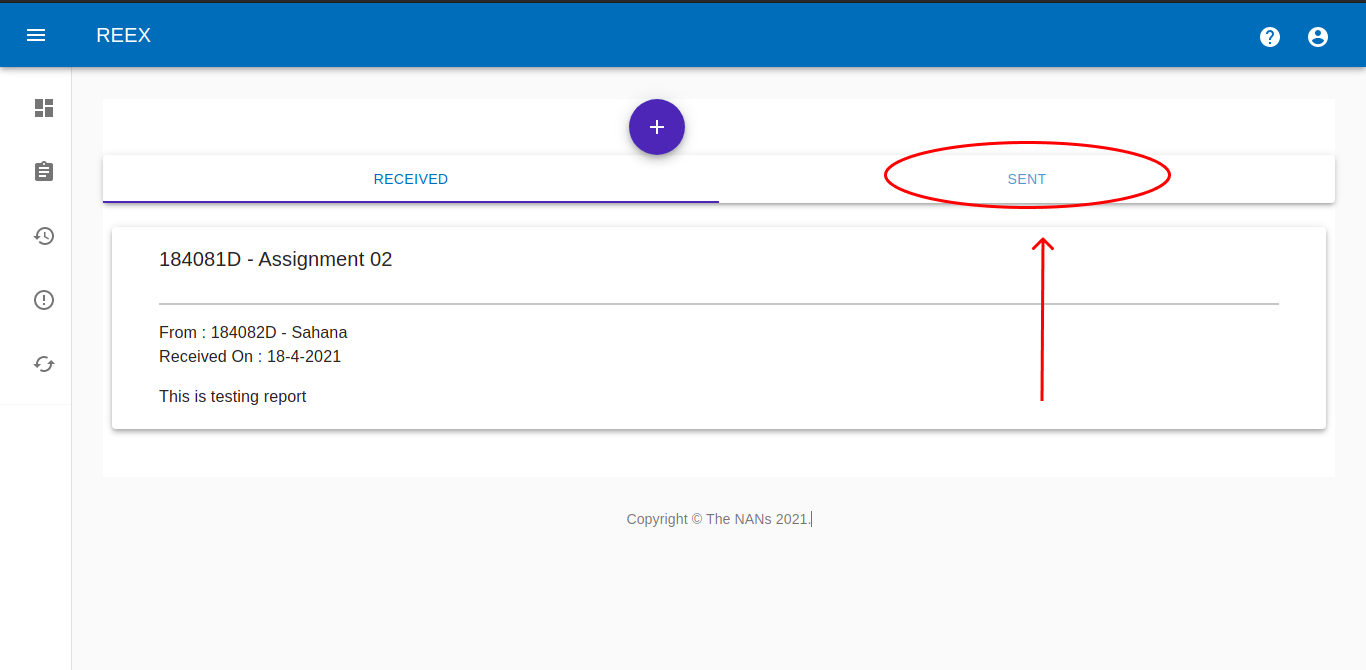 REEX
RECEIVED
SENT
184081D - Assignment 02
From : 184082D - Sahana
Received On : 18-4-2021
This is testing report
Copyright © The NANs 2021.